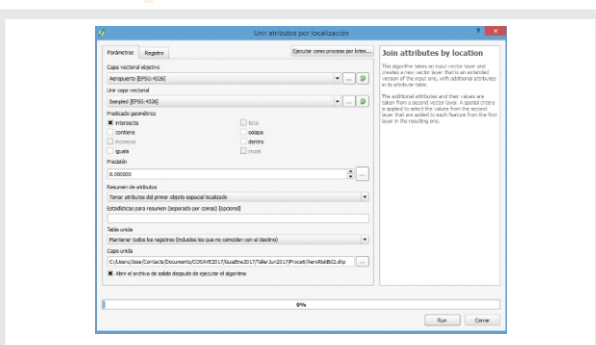 Unir atributos por localización
Parámetros
Registro
Ejecutar como proceso por lotes...
Capa vectorial objetivo
Aeropuerto [EPSG:4326]
Unir capa vectorial
Sampled [EPSG:4326]
Predicado geométrico
intersecta
toca
contiene
solapa
dentro
iguala
cruza
Precisión
0.000000
Resumen de atributos
Tomar atributos del primer objeto espacial localizado
Estadísticas para resumen (separado por comas) [opcional]
Tabla unida
Mantener todos los registros (incluidos los que no coinciden con el destino)
Capa unida
Abrir el archivo de salida después de ejecutar el algoritmo
0%
Run
Cerrar
Join attributes by location
This algorithm takes an input vector layer and
creates a new vector layer that is an extended
version of the input one, with additional attributes
in its attribute table.
The additional attributes and their values are
taken from a second vector layer. A spatial criteria
is applied to select the values from the second
layer that are added to each feature from the first
layer in the resulting one.